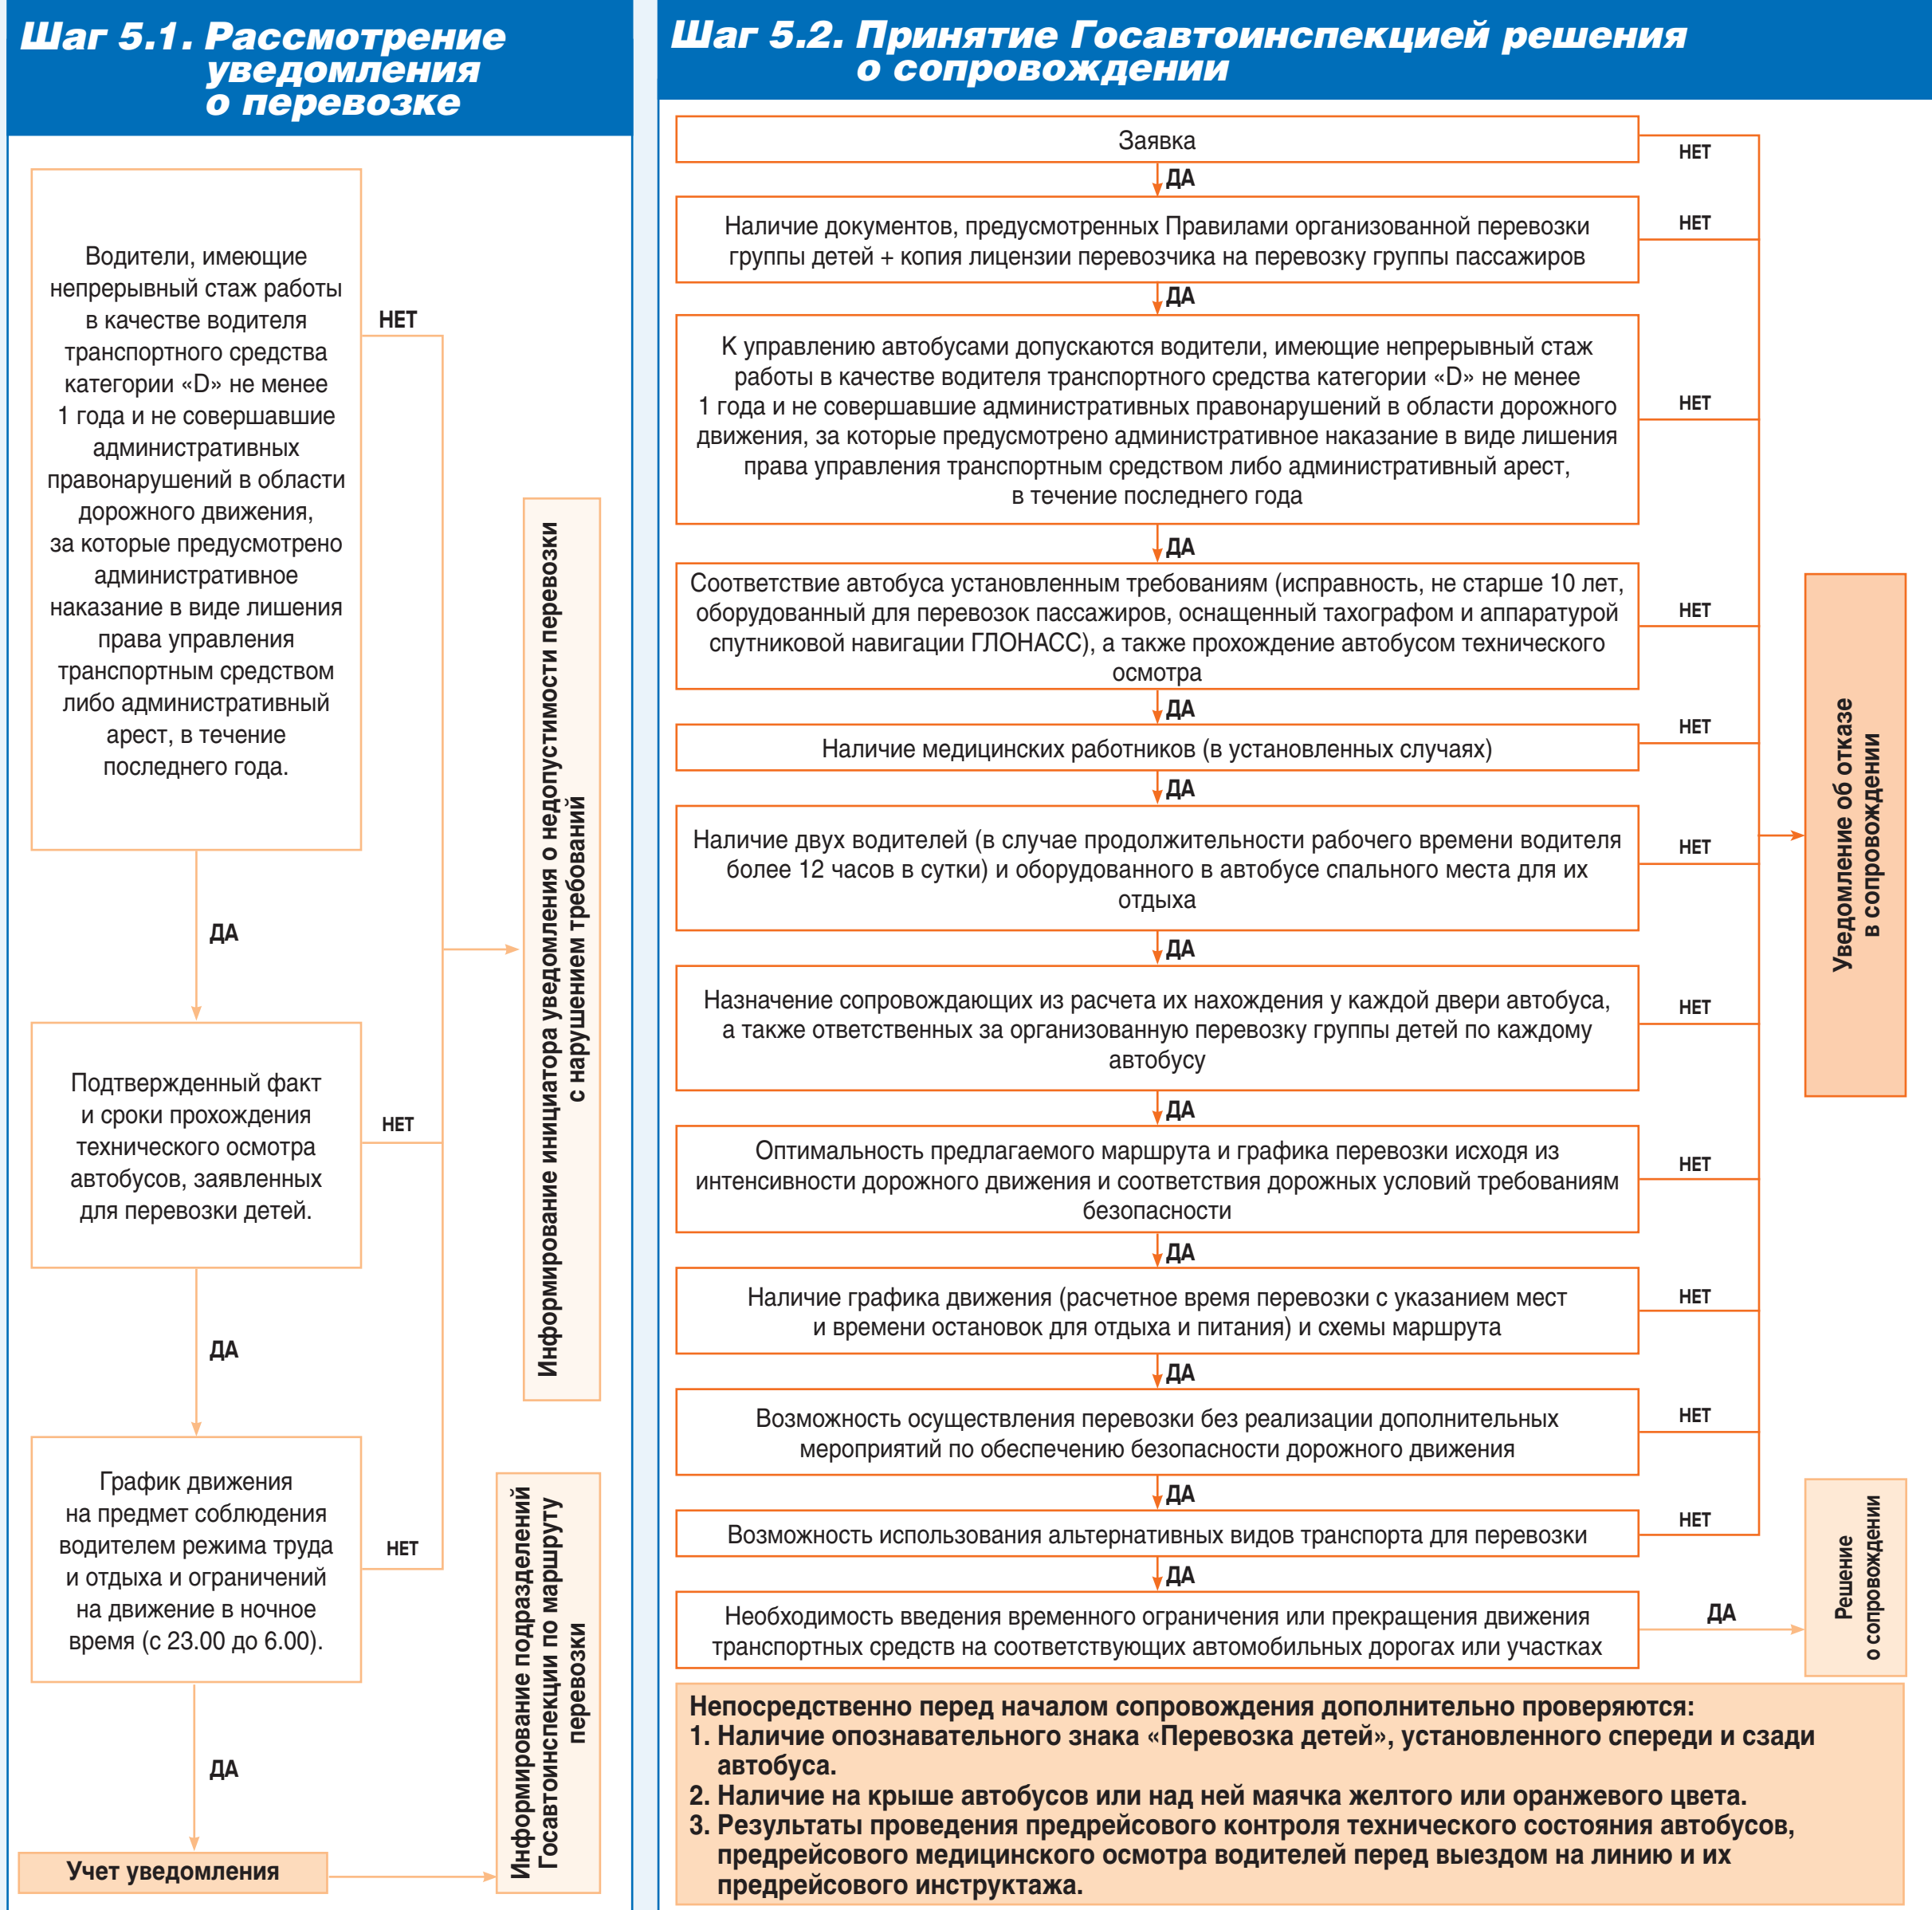 Шаг 5.1. Рассмотрение
уведомления
о перевозке
Водители, имеющие
непрерывный стаж работы
в качестве водителя
транспортного средства
категории «D» не менее
1 года и не совершавшие
административных
правонарушений в области
дорожного движения,
за которые предусмотрено
административное
наказание в виде лишения
права управления
транспортным средством
либо административный
арест, в течение
последнего года.
НЕТ
ДА
Подтвержденный факт
и сроки прохождения
технического осмотра
автобусов, заявленных
для перевозки детей.
НЕТ
ДА
График движения
на предмет соблюдения
водителем режима труда
и отдыха и ограничений
на движение в ночное
время (с 23.00 до 6.00).
НЕТ
ДА
Учет уведомления
Информирование инициатора уведомления о недопустимости перевозки
с нарушением требований
Информирование подразделений
Госавтоинспекции по маршруту
перевозки
Шаг 5.2. Принятие Госавтоинспекцией решения
о сопровождении
Заявка
НЕТ
ДА
Наличие документов, предусмотренных Правилами организованной перевозки
группы детей + копия лицензии перевозчика на перевозку группы пассажиров
НЕТ
ДА
К управлению автобусами допускаются водители, имеющие непрерывный стаж
работы в качестве водителя транспортного средства категории «D» не менее
1 года и не совершавшие административных правонарушений в области дорожного
движения, за которые предусмотрено административное наказание в виде лишения
права управления транспортным средством либо административный арест,
в течение последнего года
НЕТ
ДА
Соответствие автобуса установленным требованиям (исправность, не старше 10 лет,
оборудованный для перевозок пассажиров, оснащенный тахографом и аппаратурой
спутниковой навигации ГЛОНАСС), а также прохождение автобусом технического
осмотра
НЕТ
ДА
Наличие медицинских работников (в установленных случаях)
НЕТ
ДА
Наличие двух водителей (в случае продолжительности рабочего времени водителя
более 12 часов в сутки) и оборудованного в автобусе спального места для их
отдыха
НЕТ
ДА
Назначение сопровождающих из расчета их нахождения у каждой двери автобуса,
а также ответственных за организованную перевозку группы детей по каждому
автобусу
НЕТ
ДА
Оптимальность предлагаемого маршрута и графика перевозки исходя из
интенсивности дорожного движения и соответствия дорожных условий требованиям
безопасности
НЕТ
ДА
Наличие графика движения (расчетное время перевозки с указанием мест
и времени остановок для отдыха и питания) и схемы маршрута
НЕТ
ДА
Возможность осуществления перевозки без реализации дополнительных
мероприятий по обеспечению безопасности дорожного движения
НЕТ
ДА
Возможность использования альтернативных видов транспорта для перевозки
НЕТ
ДА
Необходимость введения временного ограничения или прекращения движения
транспортных средств на соответствующих автомобильных дорогах или участках
ДА
Уведомление об отказе
в сопровождении
Решение
о сопровождении
Непосредственно перед началом сопровождения дополнительно проверяются:
1. Наличие опознавательного знака «Перевозка детей», установленного спереди и сзади
автобуса.
2. Наличие на крыше автобусов или над ней маячка желтого или оранжевого цвета.
3. Результаты проведения предрейсового контроля технического состояния автобусов,
предрейсового медицинского осмотра водителей перед выездом на линию и их
предрейсового инструктажа.